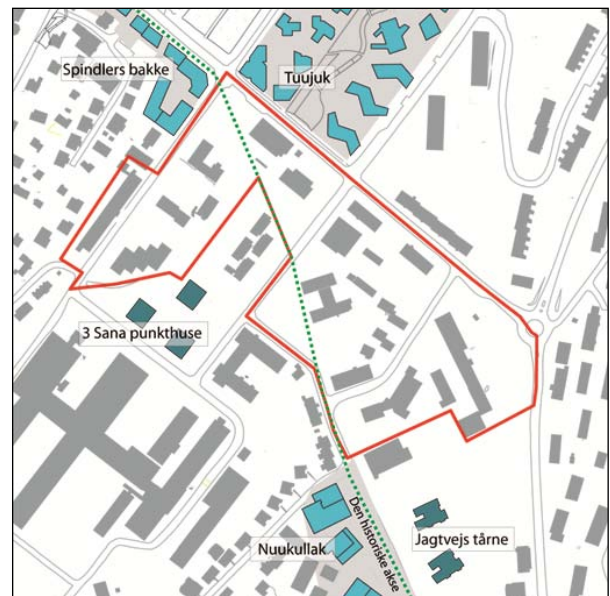 Spindlers bakke
Tuujuk
3 Sana punkthuse
Den historiske akse
Nuukullak
Jagtvejs tårne